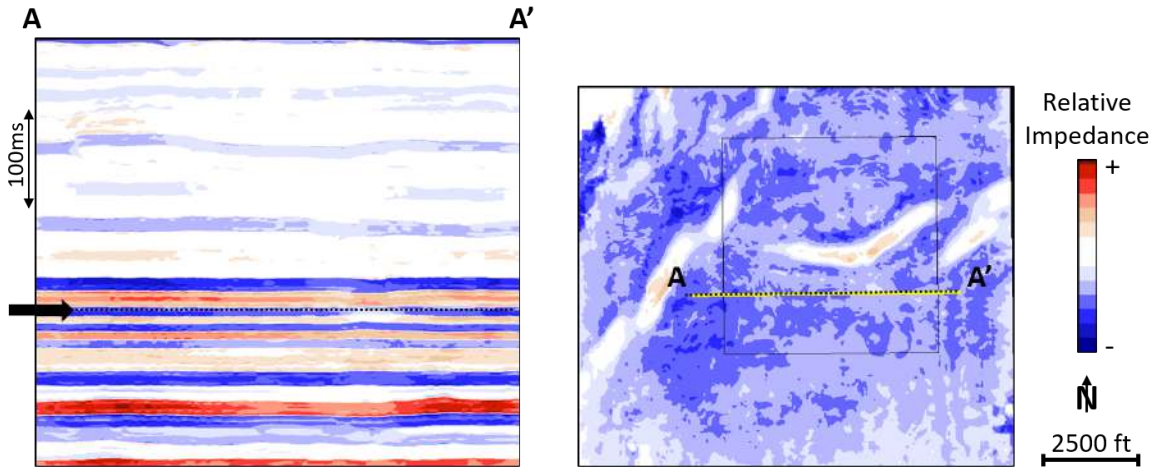 A
A’
100ms
A
A’
Relative
Impedance
+
-
N
2500 ft